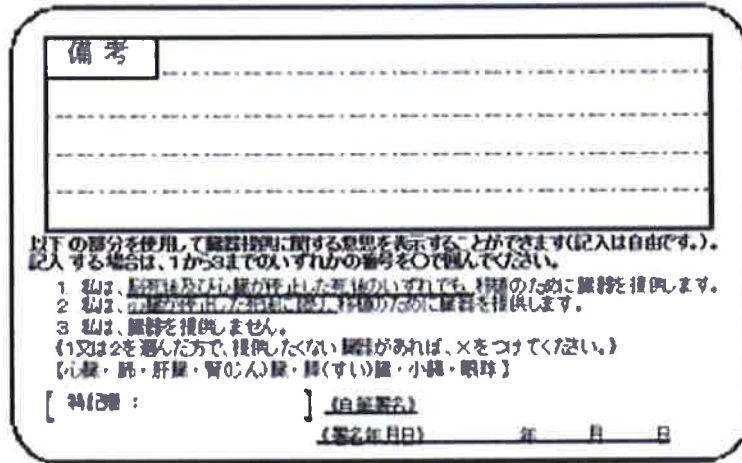 備考
以下の部分を使用して臓器提供に関する意思を表示することができます(記入は自由です。)。
記入する場合は、1から3までのいずれかの番号を〇で囲んでください。
1 私は、脳死後及び心臓が停止した死後のいずれでも、移植のために臓器を提供します。
2 私は、心臓が停止した死後に限り、移植のために臓器を提供します。
3 私は、臓器を提供しません。
《1又は2を選んだ方で、提供したくない臓器があれば、×をつけてください。》
【心臓・肺・肝臓・腎(じん)臓・膵(すい)臓・小腸・眼球】
[特記欄: ] 《自筆署名》
《署名年月日》 年 月 日